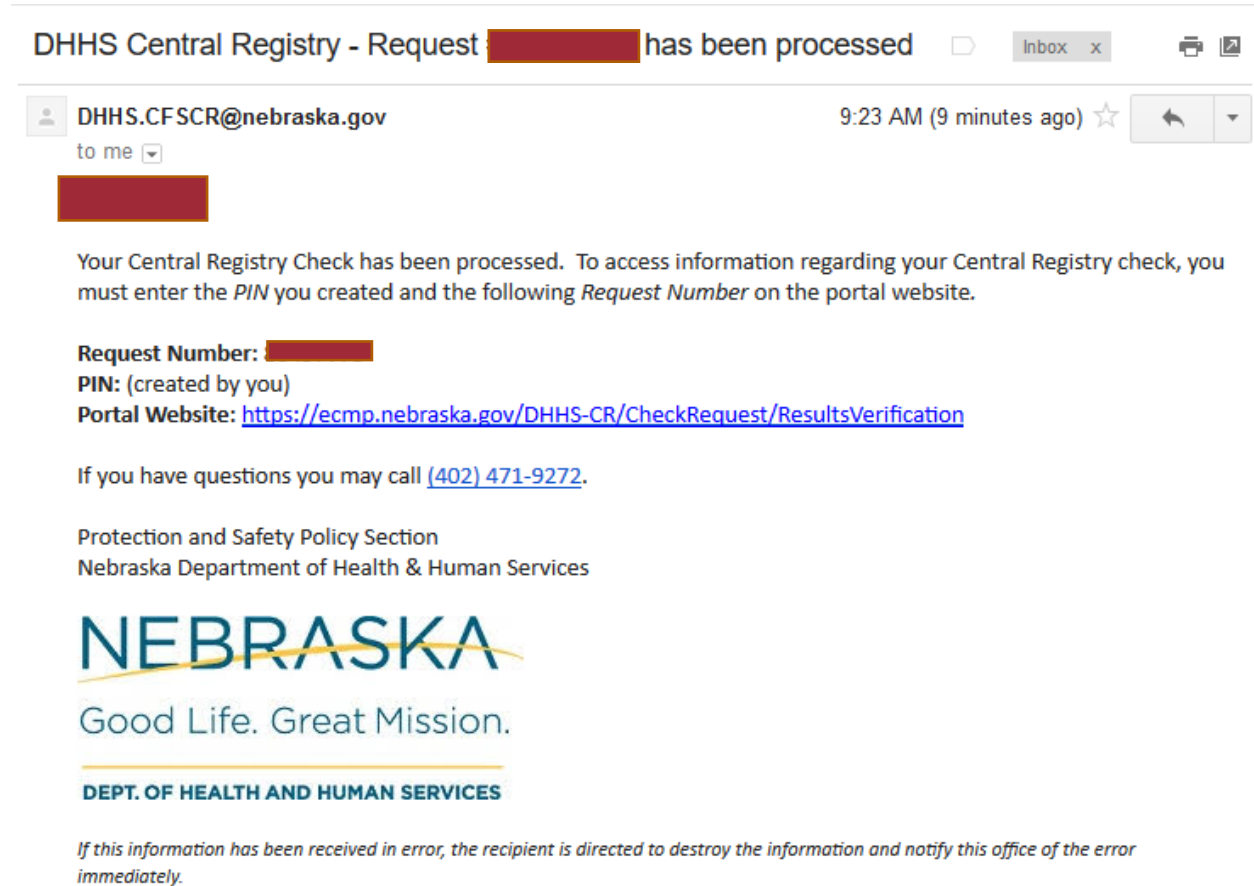 DHHS Central Registry - Request has been processed Inbox x
DHHS.CFSCR@nebraska.gov 9:23 AM (9 minutes ago)
to me
Your Central Registry Check has been processed.  To access information regarding your Central Registry check, you
must enter the PIN you created and the following Request Number on the portal website.
Request Number:
PIN: (created by you)
Portal Website: https://ecmp.nebraska.gov/DHHS-CR/CheckRequest/ResultsVerification
If you have questions you may call (402) 471-9272.
Protection and Safety Policy Section
Nebraska Department of Health & Human Services
NEBRASKA
Good Life. Great Mission.
DEPT. OF HEALTH AND HUMAN SERVICES
If this information has been received in error, the recipient is directed to destroy the information and notify this office of the error
immediately.